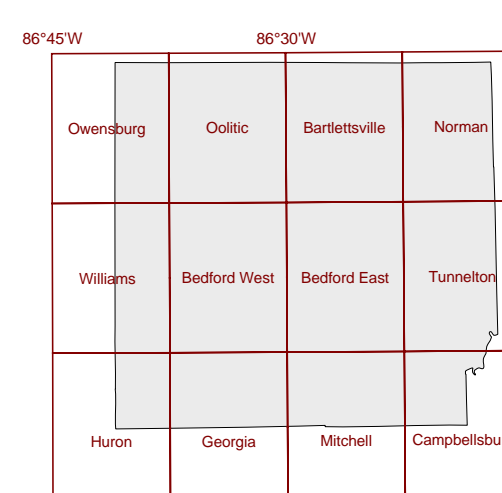 86°45'W 86°30'W
Owensburg Oolitic Bartlettsville Norman
Williams Bedford West Bedford East Tunnelton
Huron Georgia Mitchell Campbellsbu